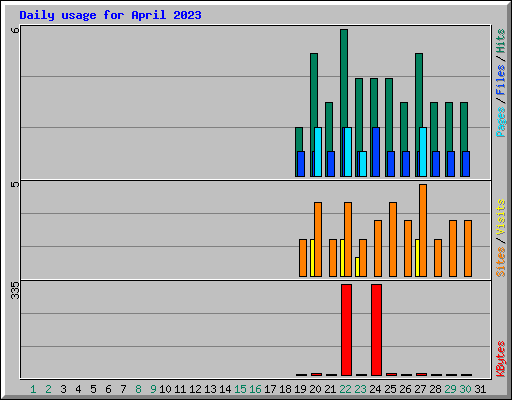 Daily usage for April 2023
6
5
335
Pages / Files / Hits
Sites / Visits
KBytes
1 2 3 4 5 6 7 8 9 10 11 12 13 14 15 16 17 18 19 20 21 22 23 24 25 26 27 28 29 30 31